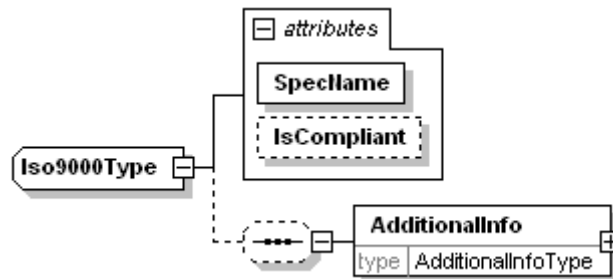 attributes
SpecName
IsCompliant
Iso9000Type
AdditionalInfo
type AdditionalInfoType